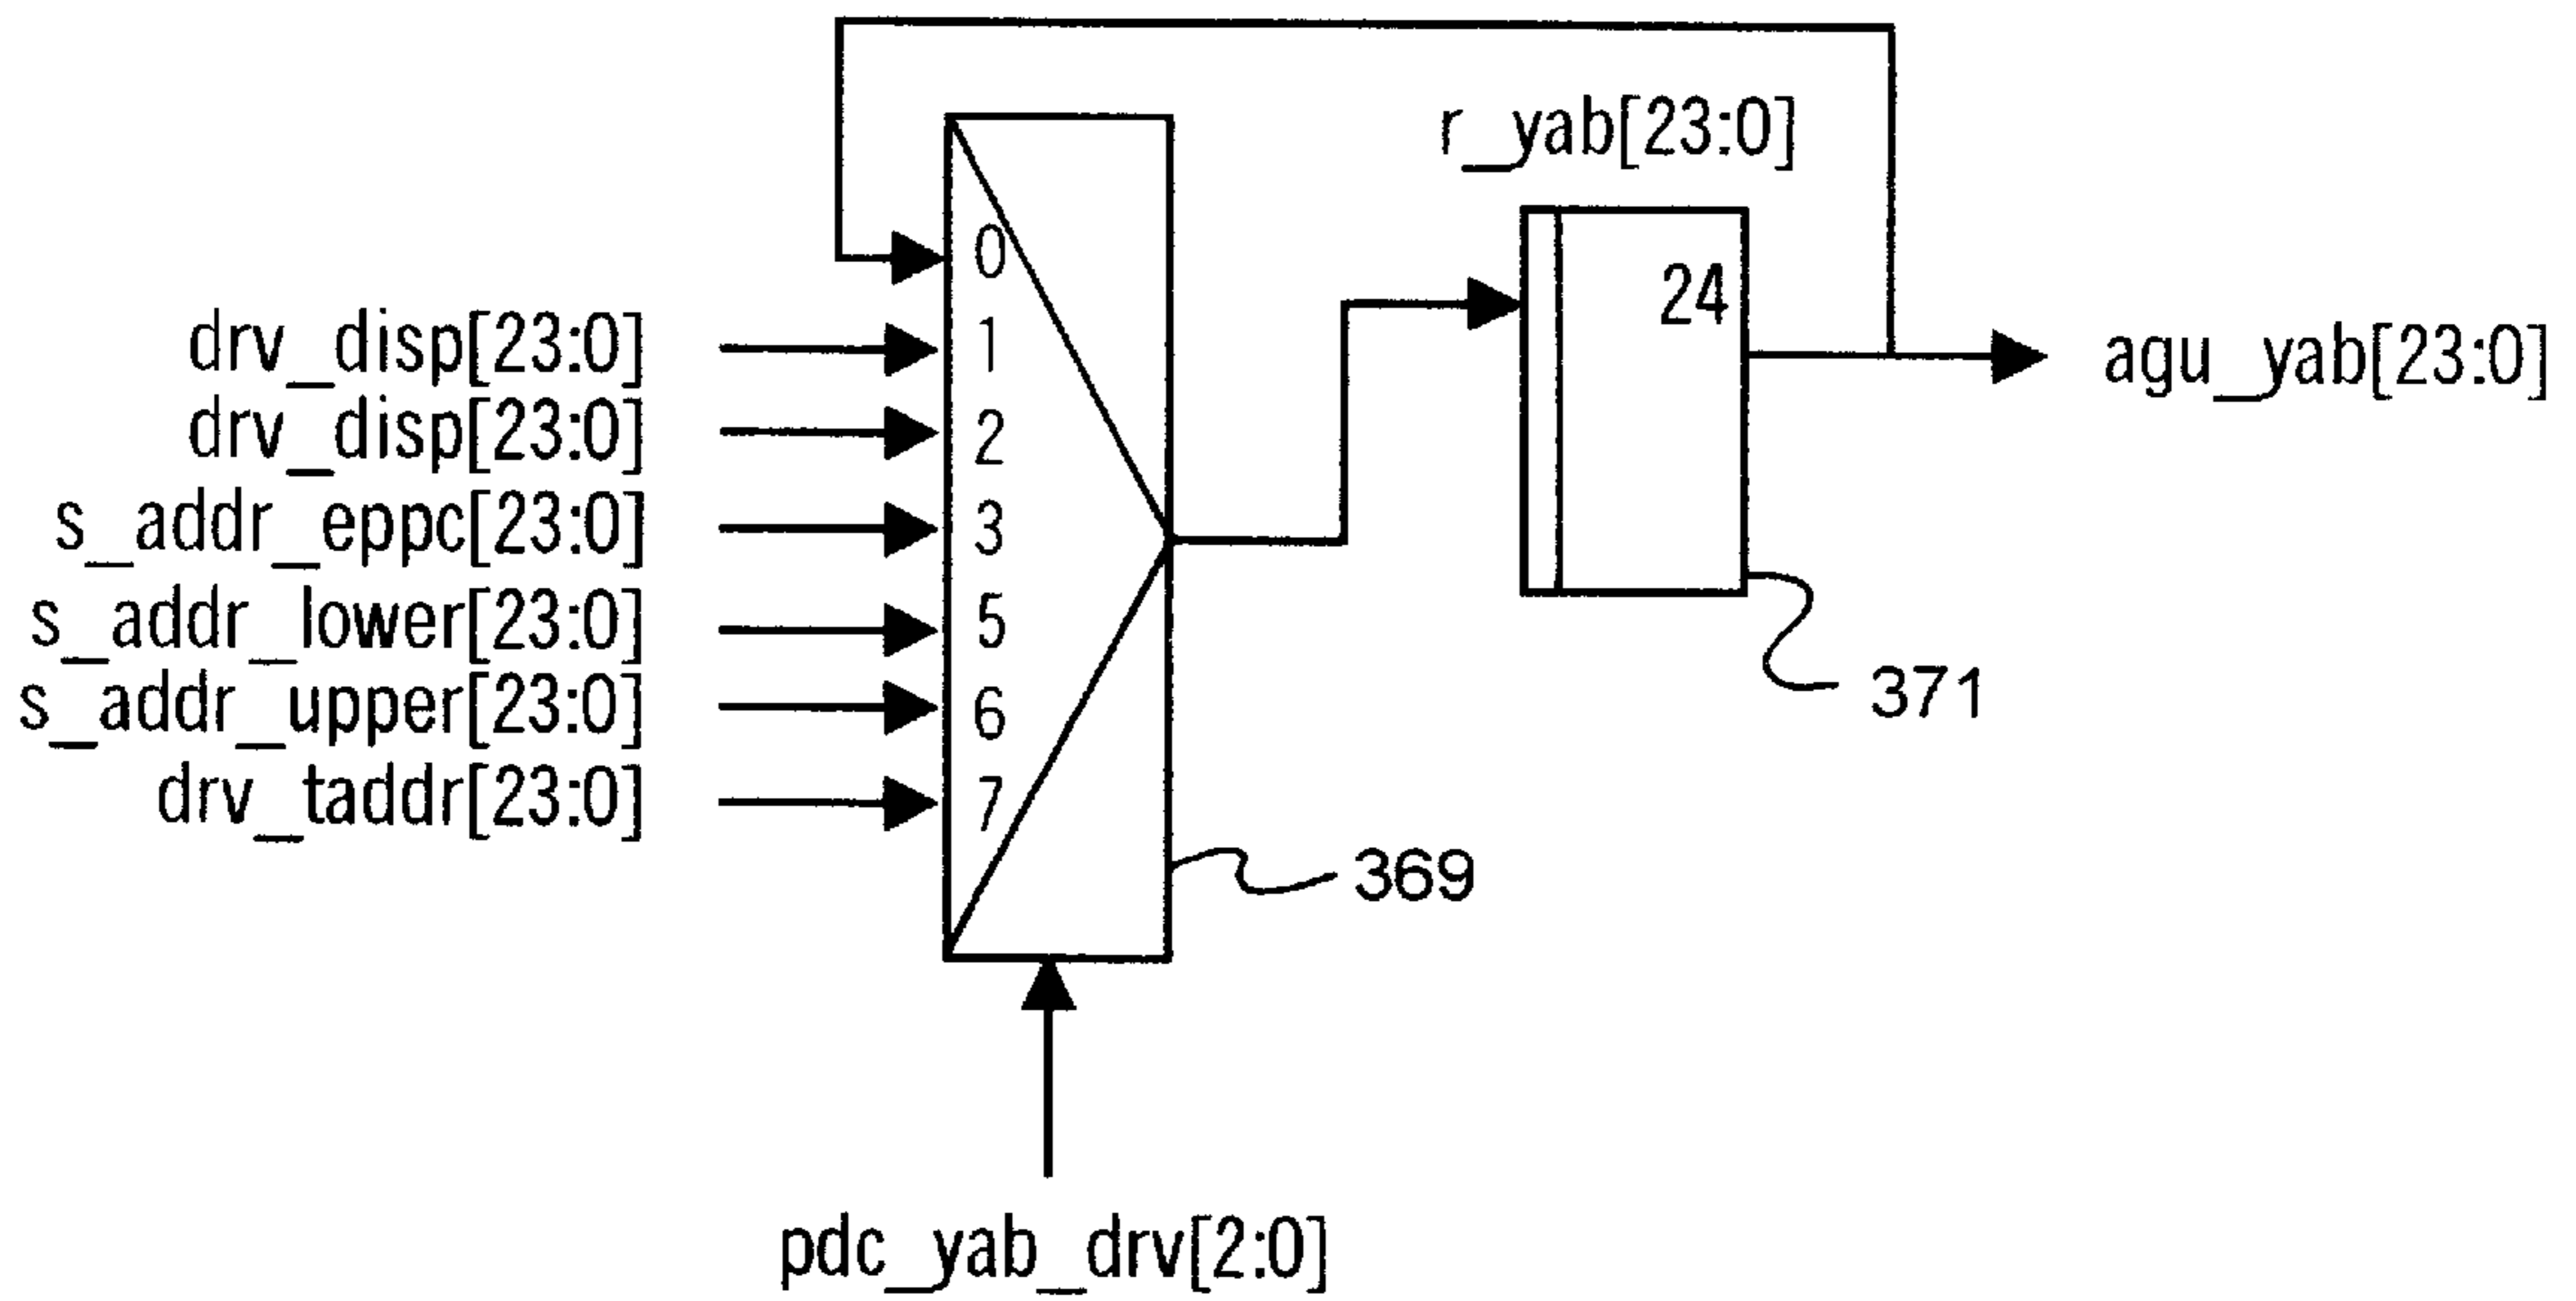 r_yab[23:0]
0
24
drv_disp[23:0]
1
agu_yab[23:0]
drv_disp[23:0]
2
s_addr_eppc[23:0]
3
s_addr_lower[23:0]
5
s_addr_upper[23:0]
6
371
drv_taddr[23:0]
7
369
pdc_yab_drv[2:0]